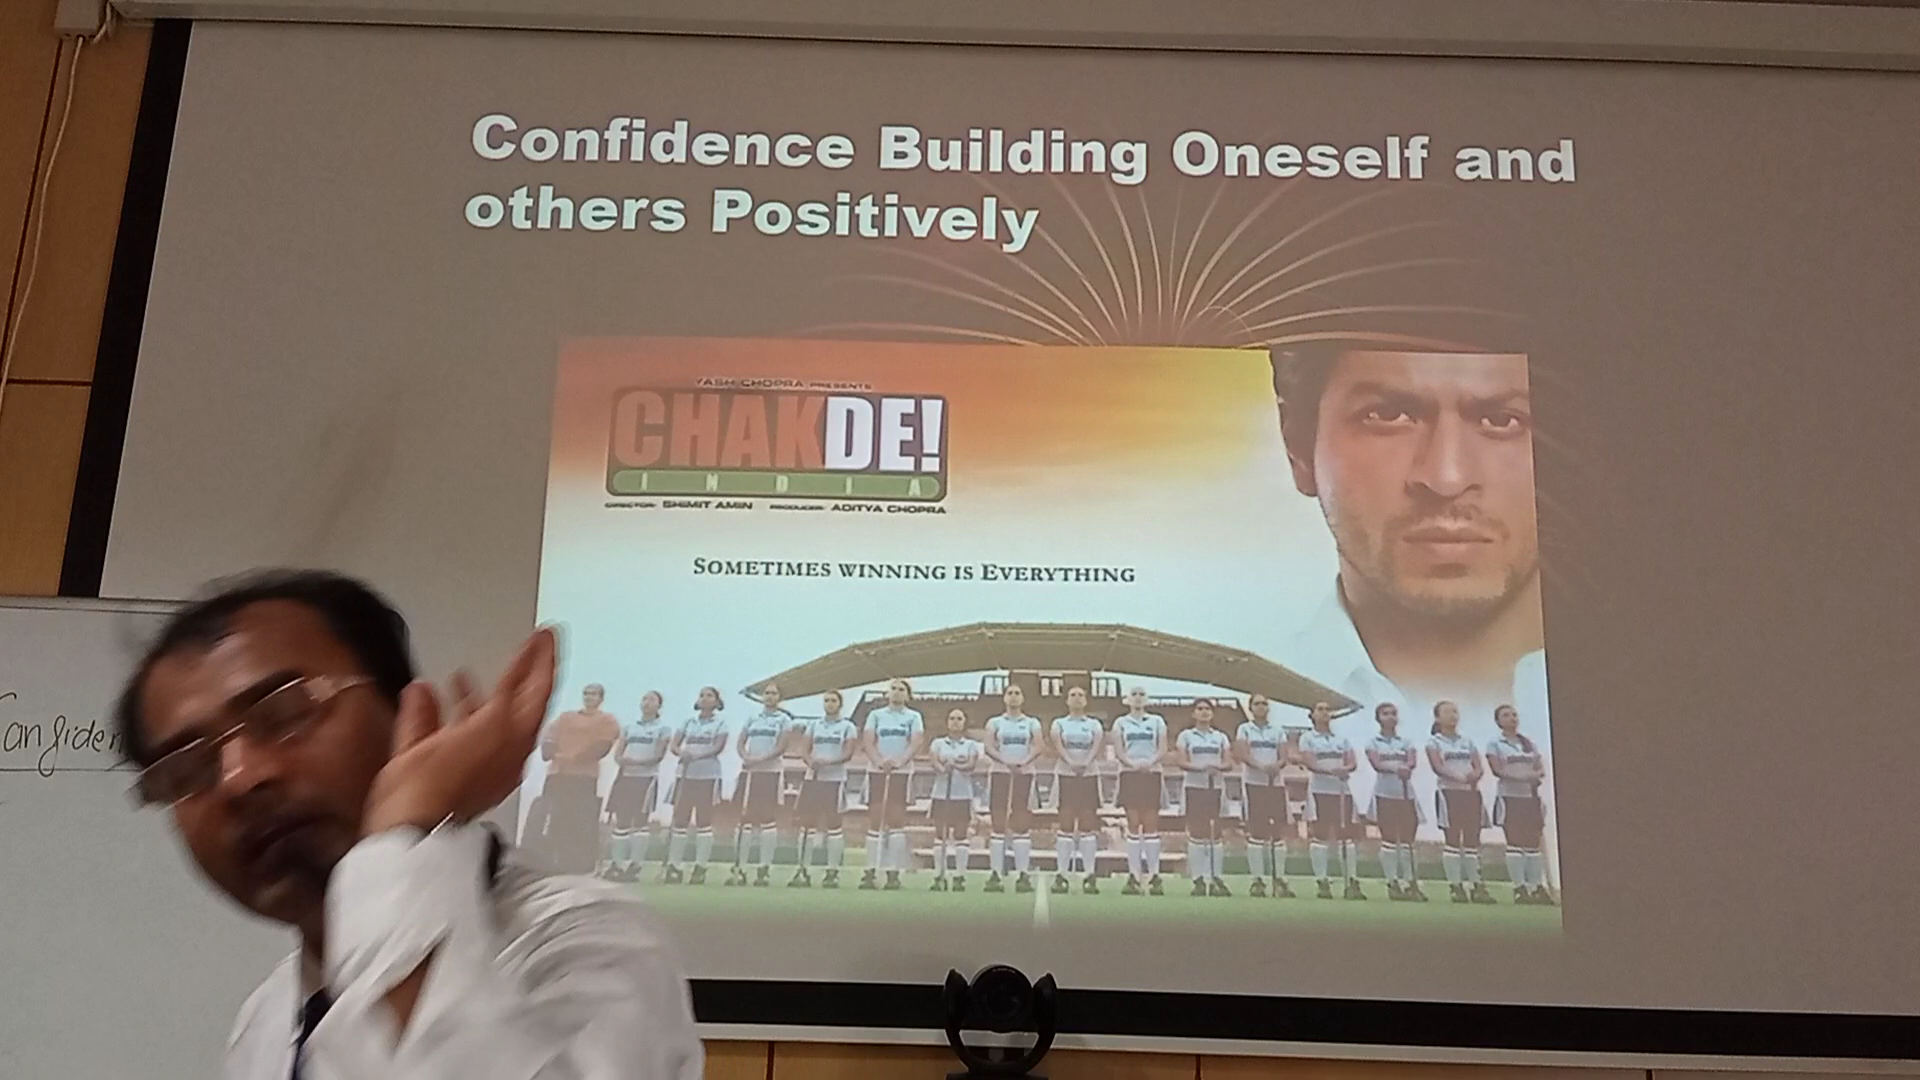 Confidence Building Oneself and
others Positively
YASH CHOPRA PRESENTS
CHAK DE!
INDIA
DIRECTOR SHIMIT AMIN PRODUCER ADITYA CHOPRA
SOMETIMES WINNING IS EVERYTHING